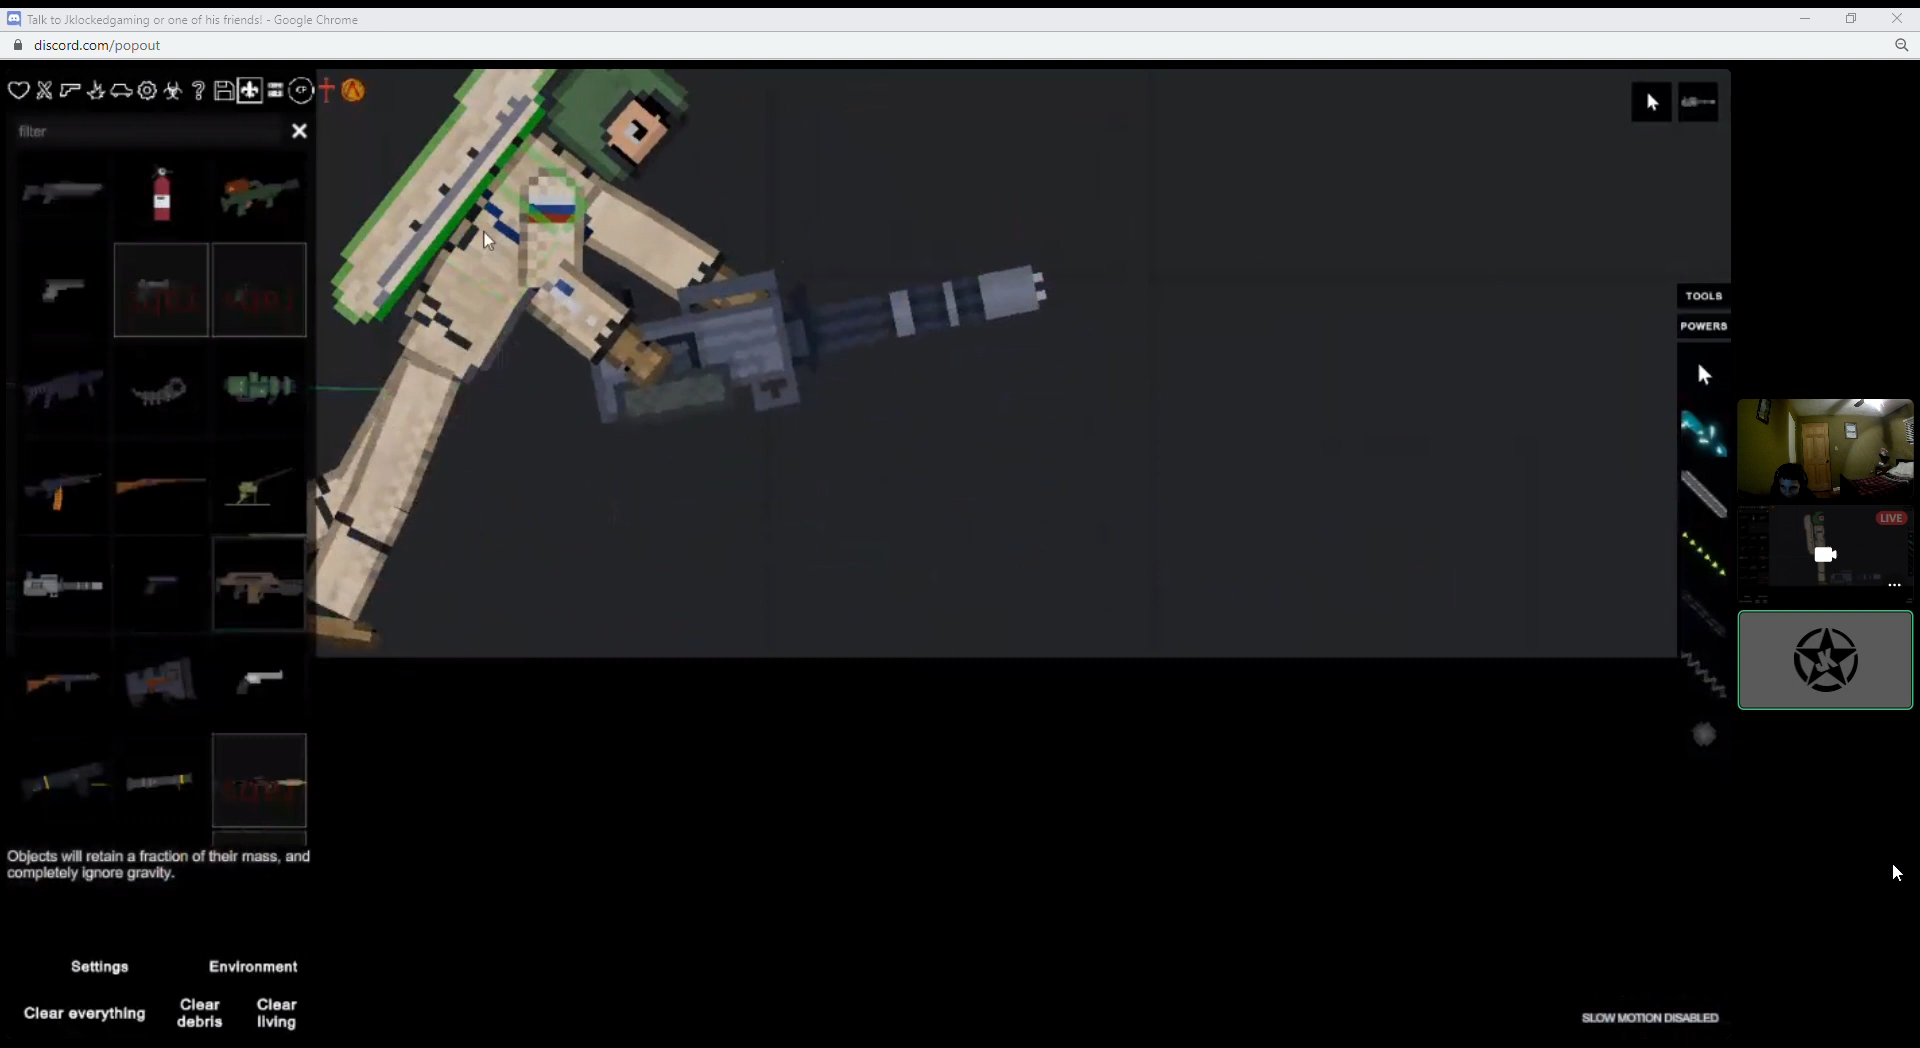 Talk to Jklockedgaming or one of his friends! - Google Chrome
discord.com/popout
CF
filter
TOOLS
POWERS
LIVE
JK
Objects will retain a fraction of their mass, and
completely ignore gravity.
Settings
Environment
Clear everything
Clear
debris
Clear
living
SLOW MOTION DISABLED